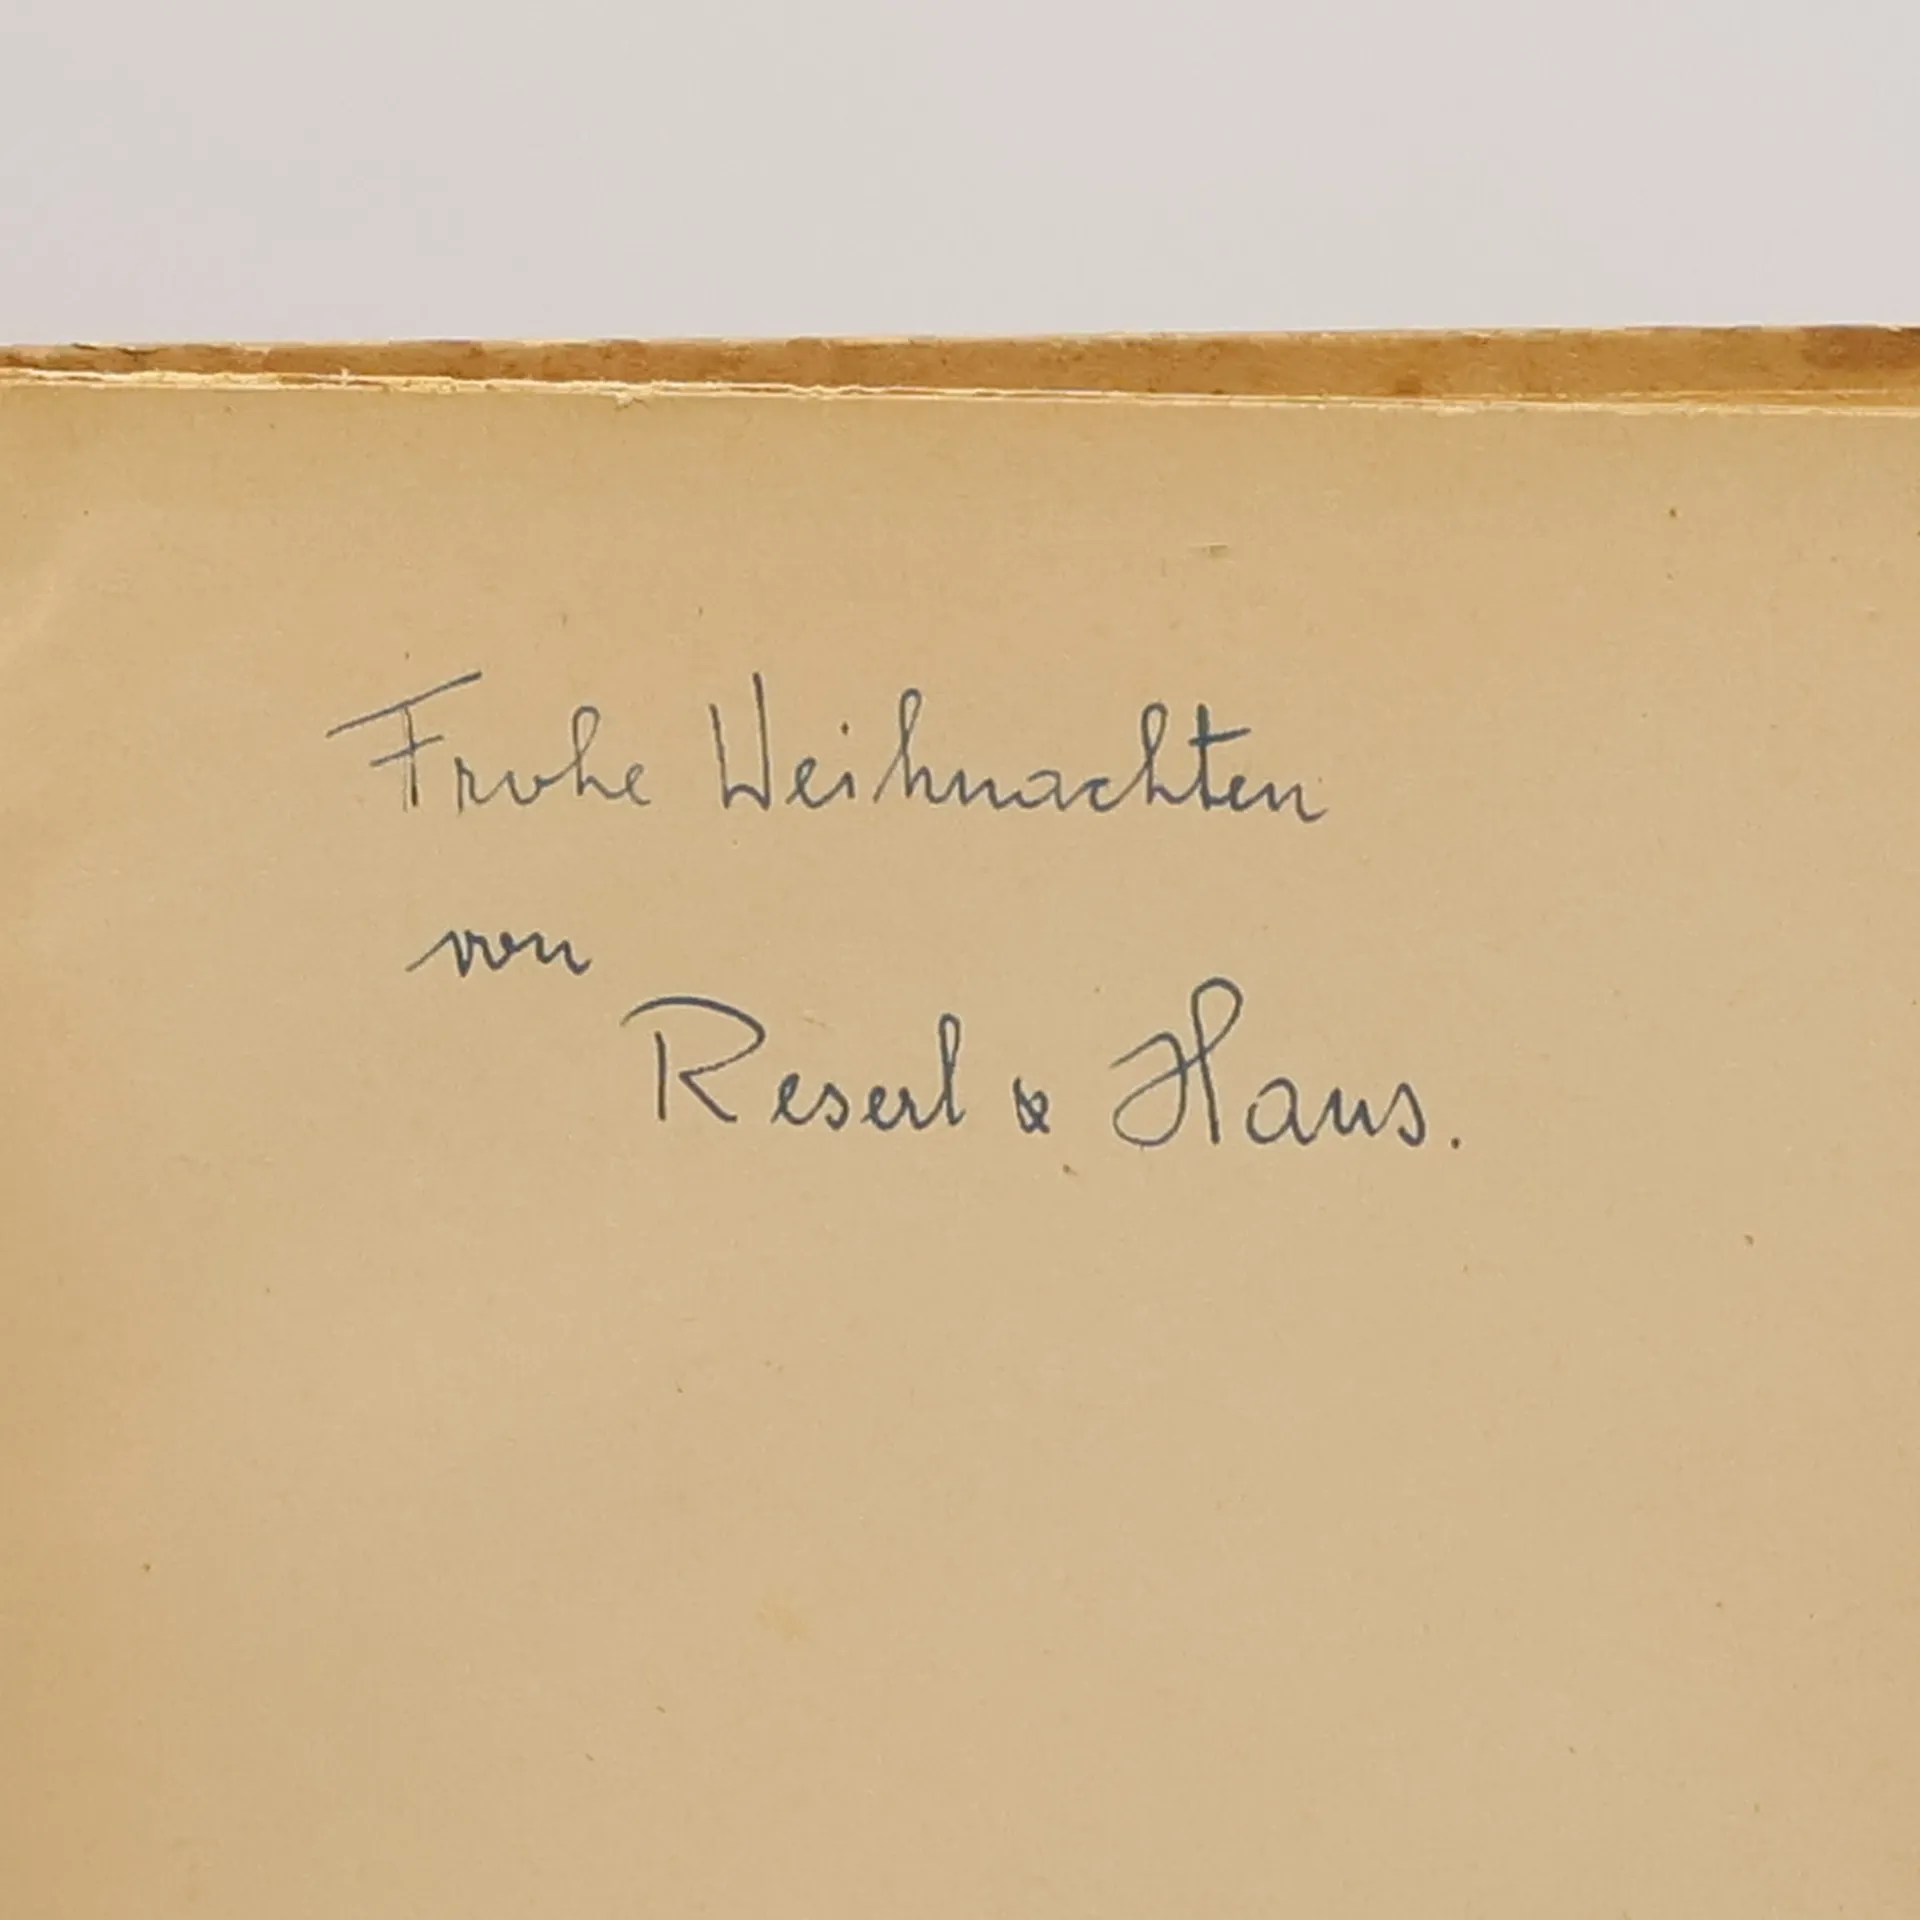 Frohe Weihnachten
von
Reserl & Hans.